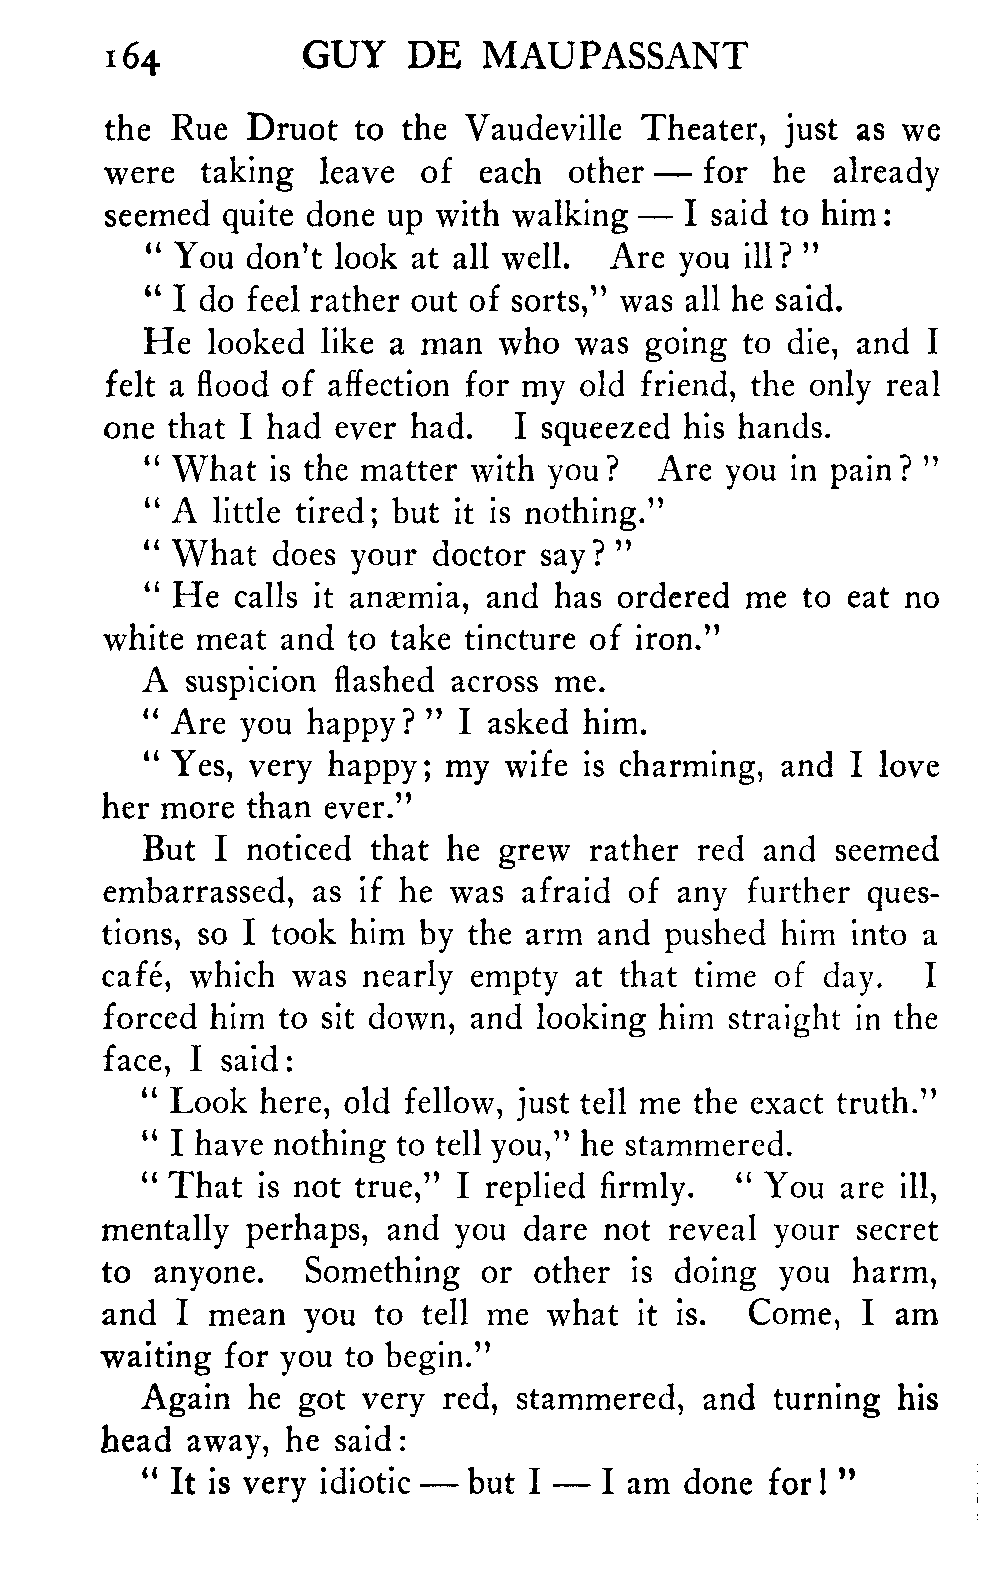 164 GUY DE MAUPASSANT
the Rue Druot to the Vaudeville Theater, just as we
were taking leave of each other — for he already
seemed quite done up with walking — I said to him:
“ You don't look at all well. Are you ill? ”
“ I do feel rather out of sorts,” was all he said.
He looked like a man who was going to die, and I
felt a flood of affection for my old friend, the only real
one that I had ever had. I squeezed his hands.
“ What is the matter with you? Are you in pain? ”
“ A little tired; but it is nothing.”
“ What does your doctor say? ”
“ He calls it anæmia, and has ordered me to eat no
white meat and to take tincture of iron.”
A suspicion flashed across me.
“ Are you happy? ” I asked him.
“ Yes, very happy; my wife is charming, and I love
her more than ever.”
But I noticed that he grew rather red and seemed
embarrassed, as if he was afraid of any further ques-
tions, so I took him by the arm and pushed him into a
café, which was nearly empty at that time of day. I
forced him to sit down, and looking him straight in the
face, I said:
“ Look here, old fellow, just tell me the exact truth.”
“ I have nothing to tell you,” he stammered.
“ That is not true,” I replied firmly. “ You are ill,
mentally perhaps, and you dare not reveal your secret
to anyone. Something or other is doing you harm,
and I mean you to tell me what it is. Come, I am
waiting for you to begin.”
Again he got very red, stammered, and turning his
head away, he said:
“ It is very idiotic — but I — I am done for! ”